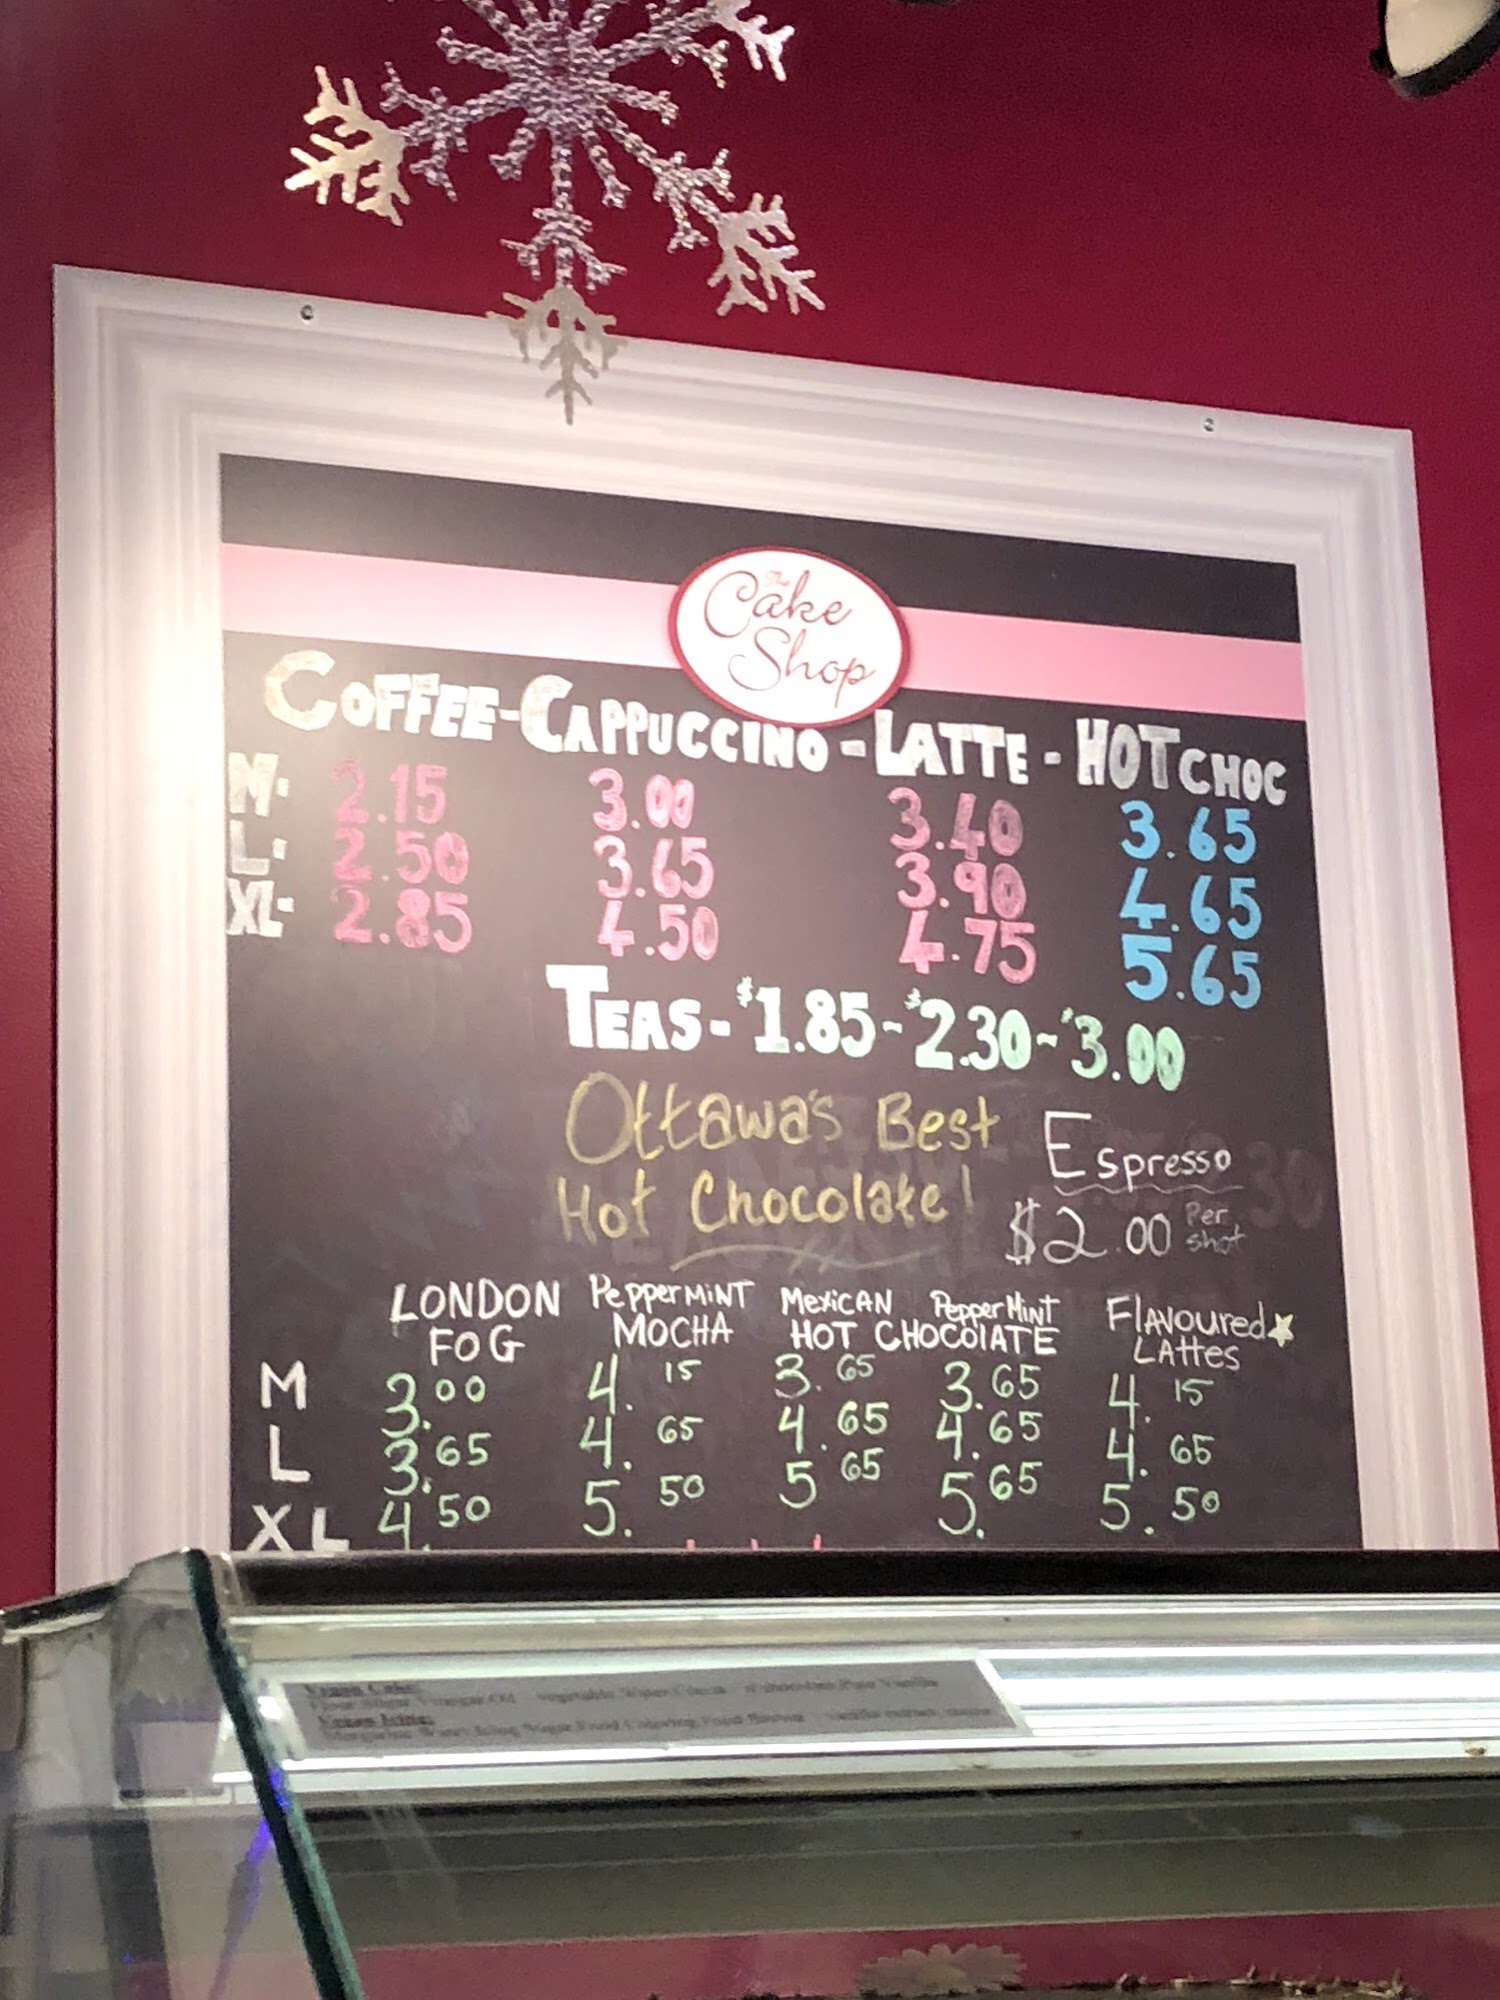 The
Cake
Shop
COFFEE-CAPPUCCINO-LATTE-HOT CHOC
M- 2.15 3.00 3.40 3.65
L- 2.50 3.65 3.90 4.65
XL- 2.85 4.50 4.75 5.65
TEAS-$1.85~$2.30~$3.00
Ottawa's Best
Hot Chocolate!
Espresso
$2.00 Per
shot
LONDON PepperMiNT MexiCAN PepperMiNT FlAVoured
FOG MOCHA HOT CHOCOlATE LAttes
M 3.00 4.15 3.65 3.65 4.15
L 3.65 4.65 4.65 4.65 4.65
XL 4.50 5.50 5 65 5.65 5.50
Vegan Cake:
Vegan Icing: